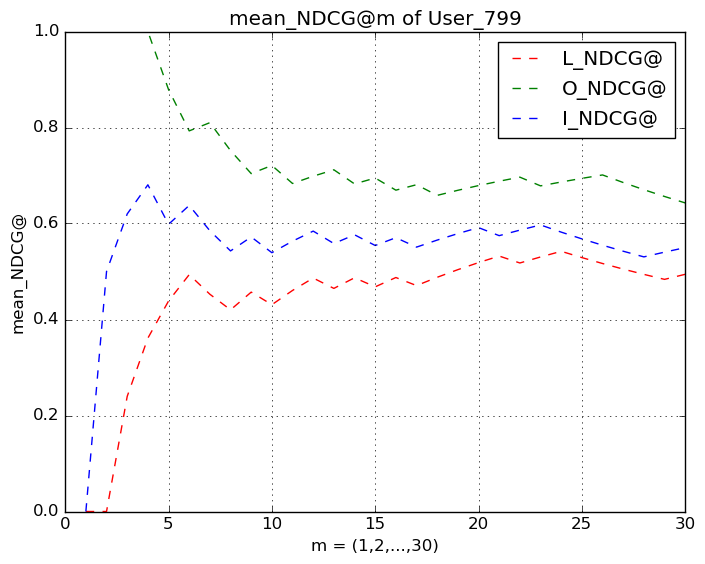 mean_NDCG@m of User_799
L_NDCG@
O_NDCG@
I_NDCG@
mean_NDCG@
1.0
0.8
0.6
0.4
0.2
0.0
0 5 10 15 20 25 30
m = (1,2,...,30)